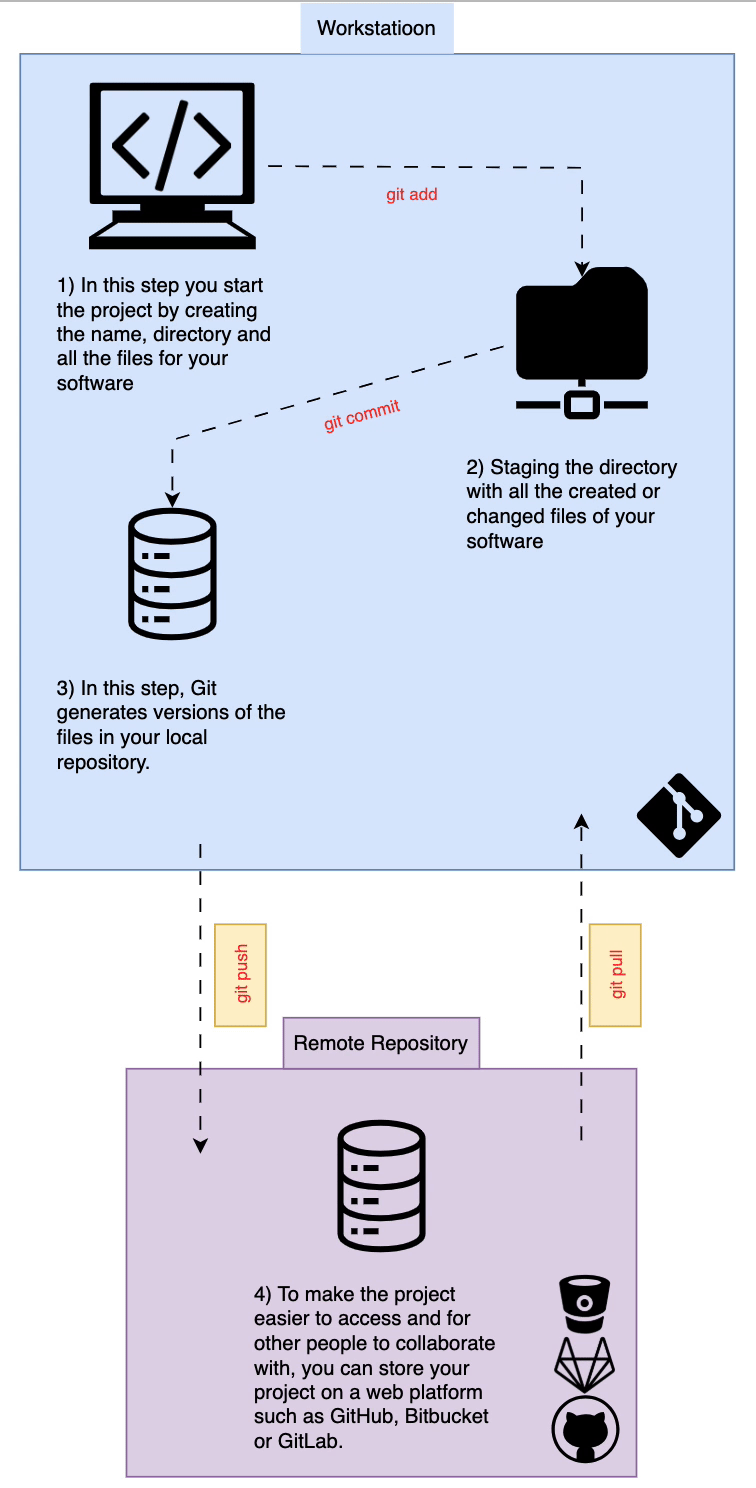 Workstatioon
git add
1) In this step you start
the project by creating
the name, directory and
all the files for your
software
git commit
2) Staging the directory
with all the created or
changed files of your
software
3) In this step, Git
generates versions of the
files in your local
repository.
git push
git pull
Remote Repository
4) To make the project
easier to access and for
other people to collaborate
with, you can store your
project on a web platform
such as GitHub, Bitbucket
or GitLab.